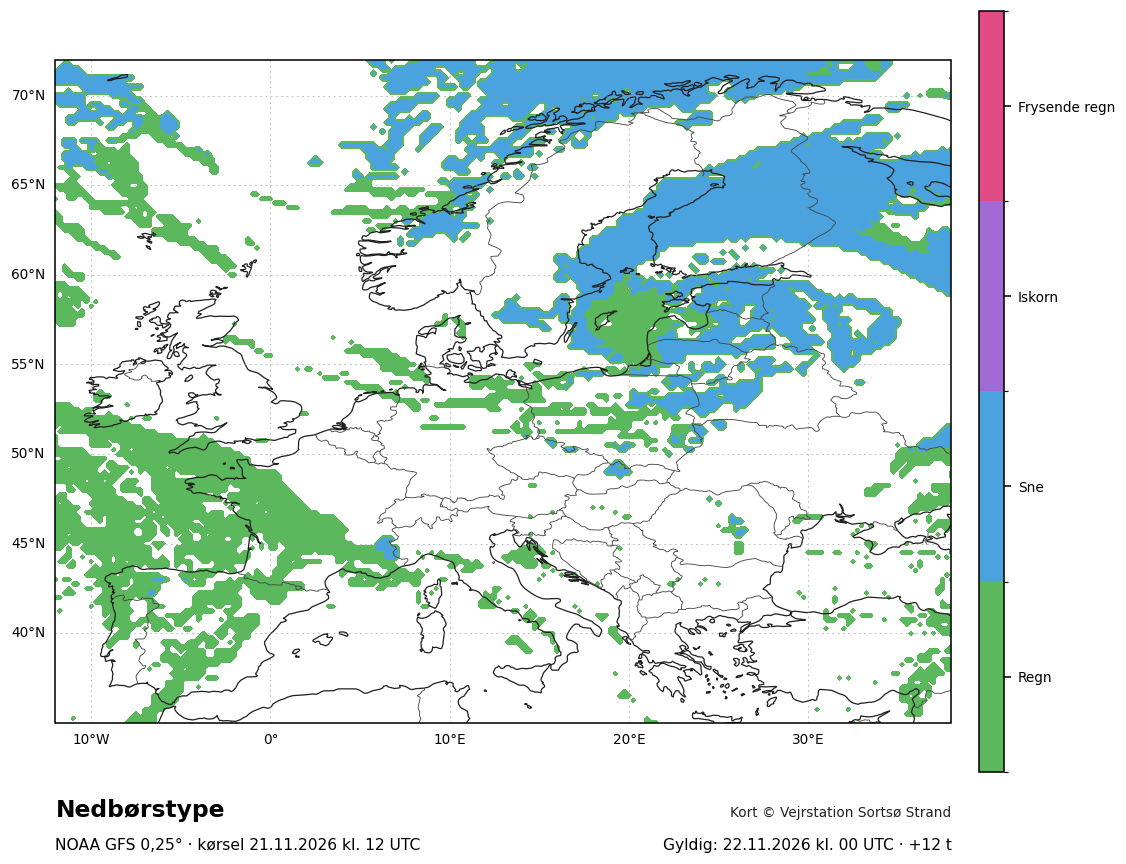 70°N
65°N
60°N
55°N
50°N
45°N
40°N
10°W
0°
10°E
20°E
30°E
Frysende regn
Iskorn
Sne
Regn
Nedbørstype
Kort © Vejrstation Sortsø Strand
NOAA GFS 0,25° · kørsel 21.11.2026 kl. 12 UTC
Gyldig: 22.11.2026 kl. 00 UTC · +12 t